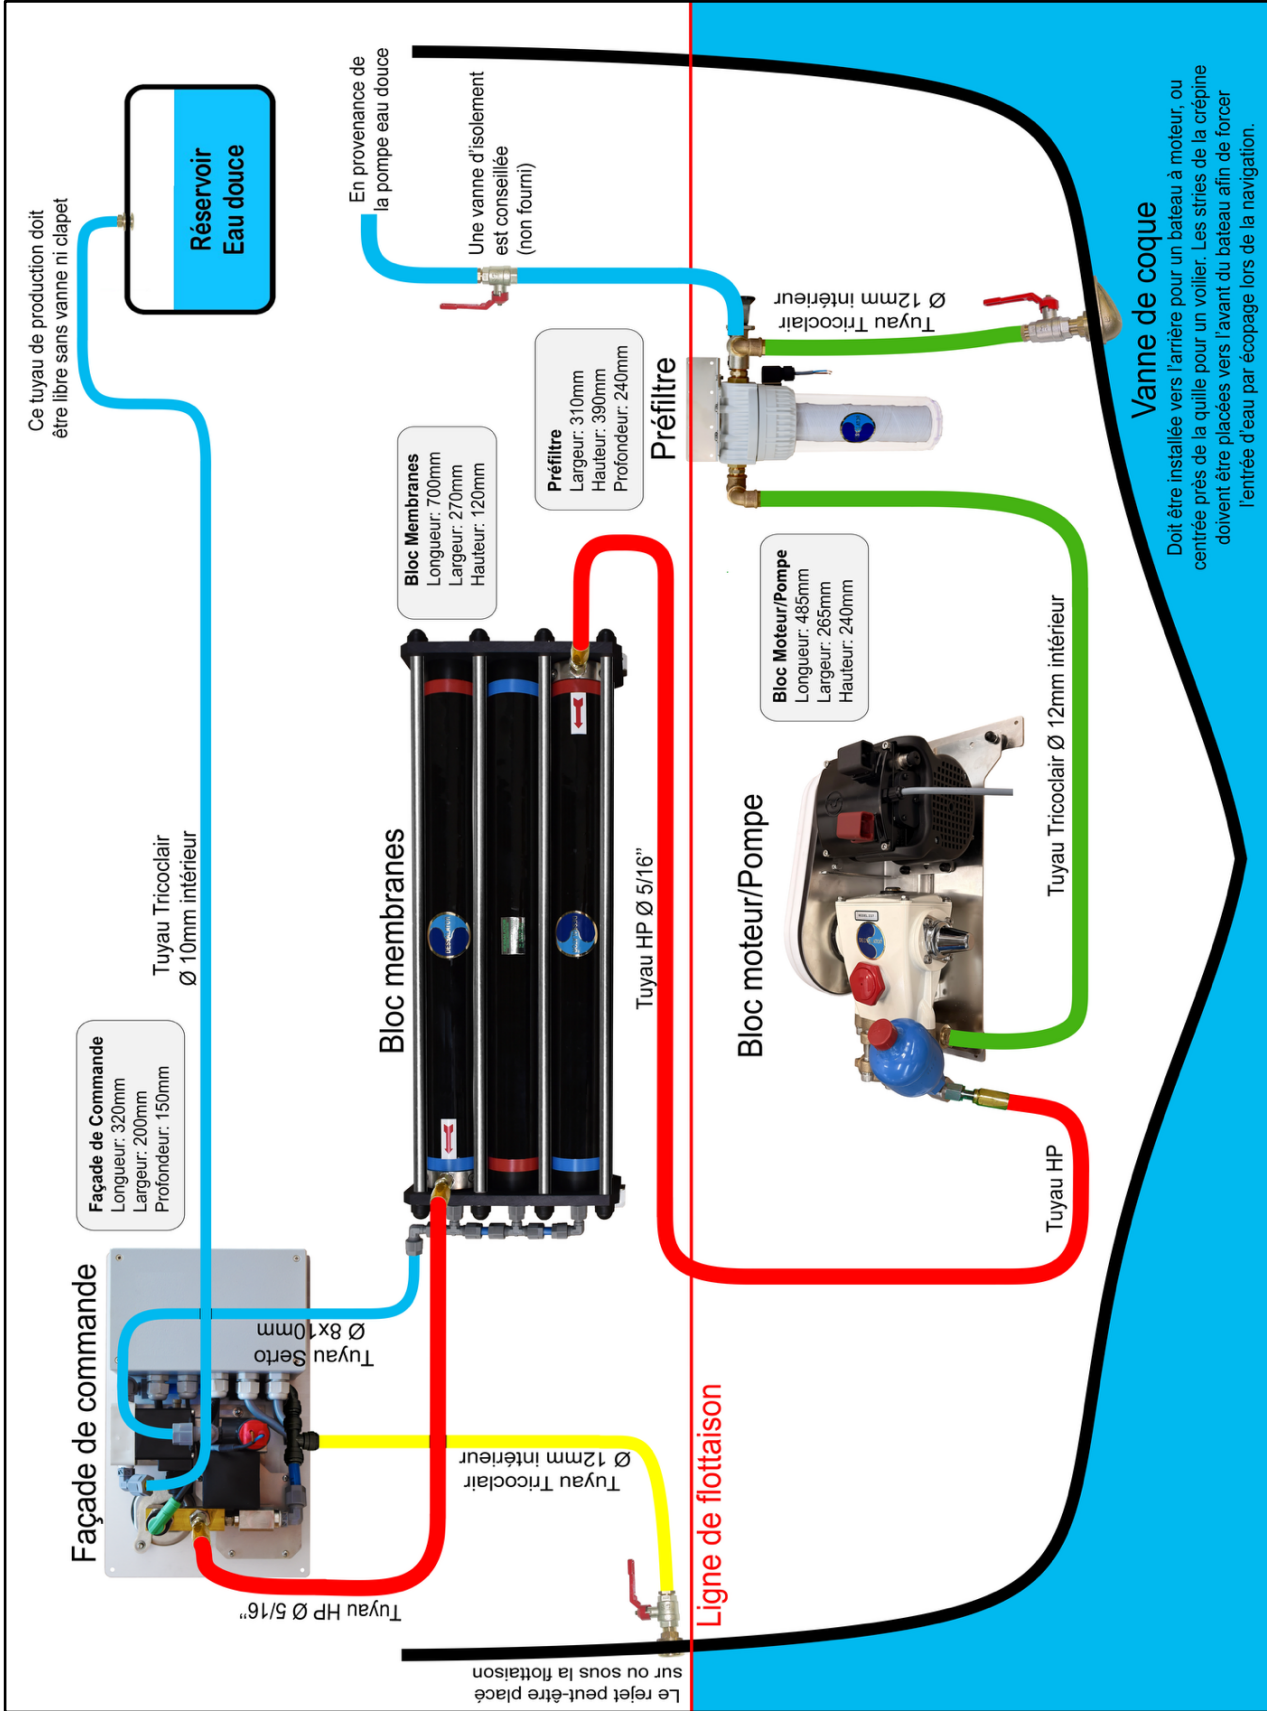 Ce tuyau de production doit
être libre sans vanne ni clapet
Réservoir
Eau douce
En provenance de
la pompe eau douce
Une vanne d'isolement
est conseillée
(non fourni)
Tuyau Tricoclair
Ø 10mm intérieur
Façade de Commande
Longueur: 320mm
Largeur: 200mm
Profondeur: 150mm
Façade de commande
Tuyau Serto
Ø 8x10mm
Bloc Membranes
Longueur: 700mm
Largeur: 270mm
Hauteur: 120mm
Bloc membranes
Préfiltre
Largeur: 310mm
Hauteur: 390mm
Profondeur: 240mm
Préfiltre
Tuyau Tricoclair
Ø 12mm intérieur
Tuyau HP Ø 5/16”
Tuyau HP Ø 5/16”
Tuyau Tricoclair
Ø 12mm intérieur
Le rejet peut-être placé
sur ou sous la flottaison
Ligne de flottaison
Bloc Moteur/Pompe
Longueur: 485mm
Largeur: 265mm
Hauteur: 240mm
Bloc moteur/Pompe
Tuyau HP
Tuyau Tricoclair Ø 12mm intérieur
Vanne de coque
Doit être installée vers l'arrière pour un bateau à moteur, ou
centrée près de la quille pour un voilier. Les stries de la crépine
doivent être placées vers l'avant du bateau afin de forcer
l'entrée d'eau par écopage lors de la navigation.